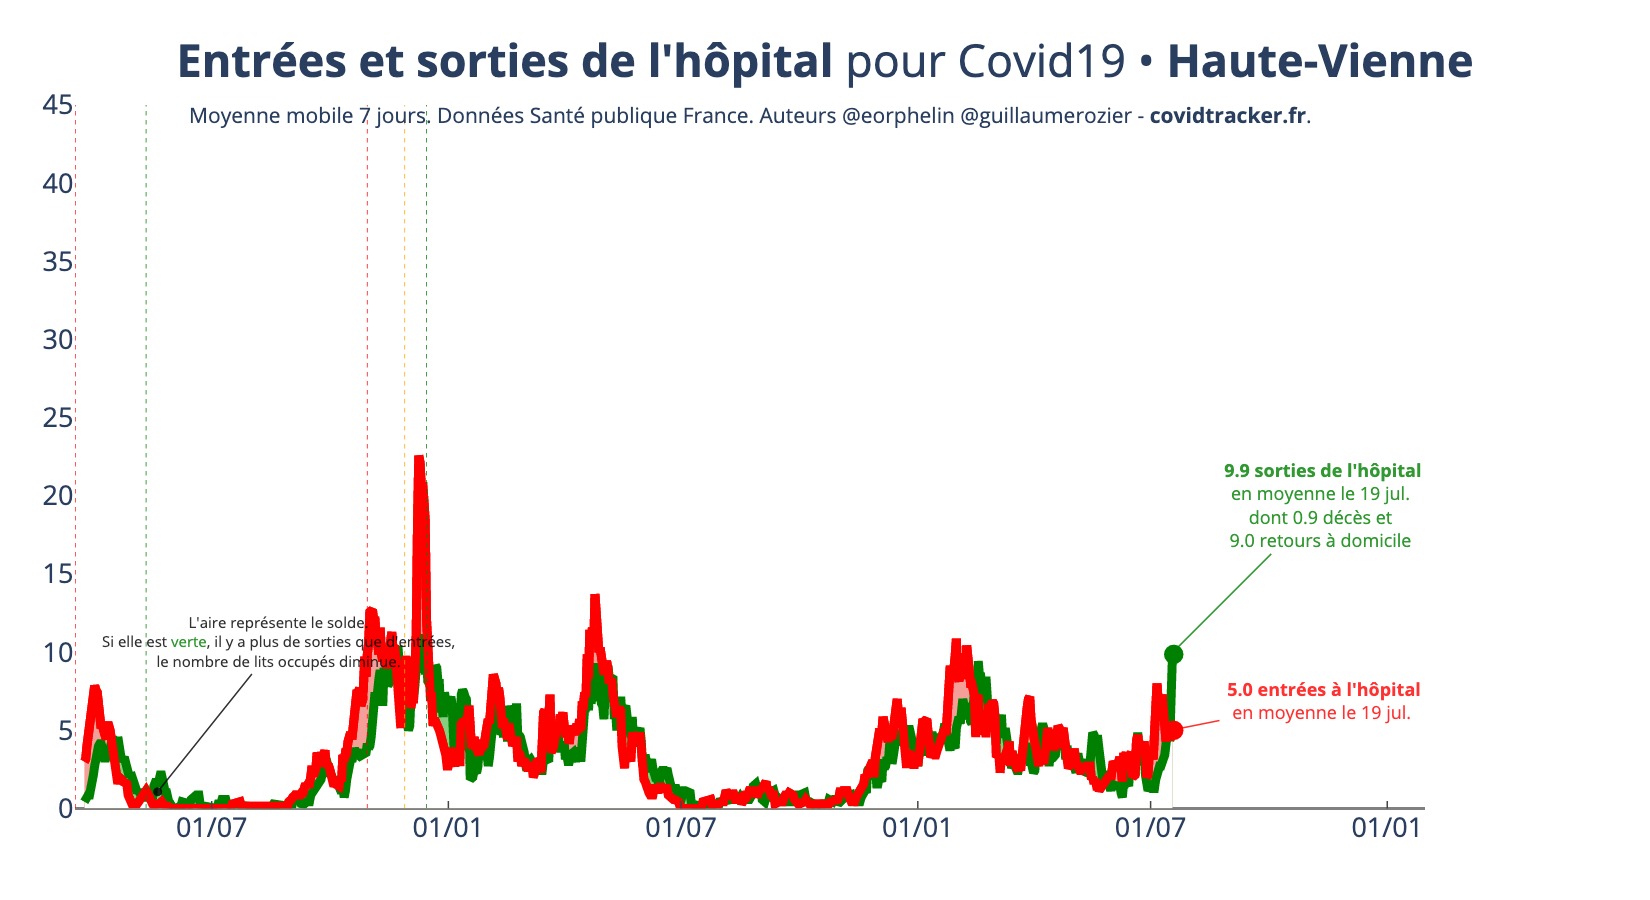 Entrées et sorties de l'hôpital pour Covid19 • Haute-Vienne
Moyenne mobile 7 jours. Données Santé publique France. Auteurs @eorphelin @guillaumerozier - covidtracker.fr.
45
40
35
30
25
20
15
10
5
0
L'aire représente le solde.
Si elle est verte, il y a plus de sorties que d'entrées,
le nombre de lits occupés diminue.
9.9 sorties de l'hôpital
en moyenne le 19 jul.
dont 0.9 décès et
9.0 retours à domicile
5.0 entrées à l'hôpital
en moyenne le 19 jul.
01/07
01/01
01/07
01/01
01/07
01/01